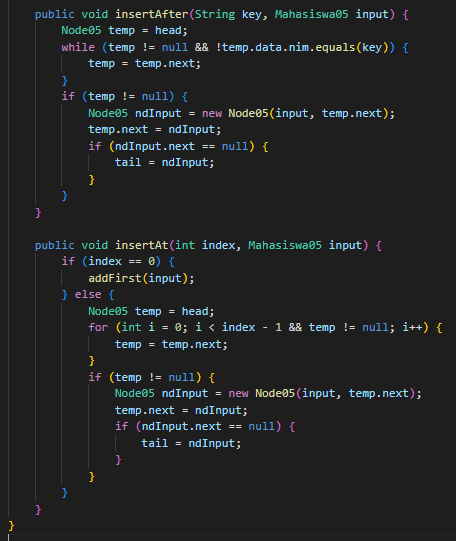 public void insertAfter(String key, Mahasiswa05 input) {
Node05 temp = head;
while (temp != null && !temp.data.nim.equals(key)) {
temp = temp.next;
}
if (temp != null) {
Node05 ndInput = new Node05(input, temp.next);
temp.next = ndInput;
if (ndInput.next == null) {
tail = ndInput;
}
}
}
public void insertAt(int index, Mahasiswa05 input) {
if (index == 0) {
addFirst(input);
} else {
Node05 temp = head;
for (int i = 0; i < index - 1 && temp != null; i++) {
temp = temp.next;
}
if (temp != null) {
Node05 ndInput = new Node05(input, temp.next);
temp.next = ndInput;
if (ndInput.next == null) {
tail = ndInput;
}
}
}
}
}